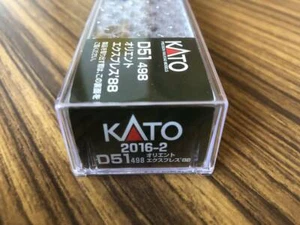 KATO
D51 498
オリエント
エクスプレス'88
KATO
2016-2
D51 498 オリエント
エクスプレス'88